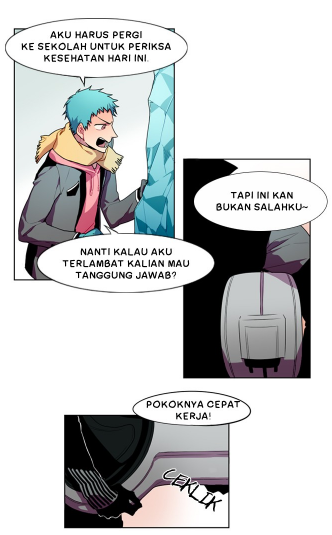 AKU HARUS PERGI
KE SEKOLAH UNTUK PERIKSA
KESEHATAN HARI INI.
TAPI INI KAN
BUKAN SALAHKU~
NANTI KALAU AKU
TERLAMBAT KALIAN MAU
TANGGUNG JAWAB?
POKOKNYA CEPAT
KERJA!
CEKLIK